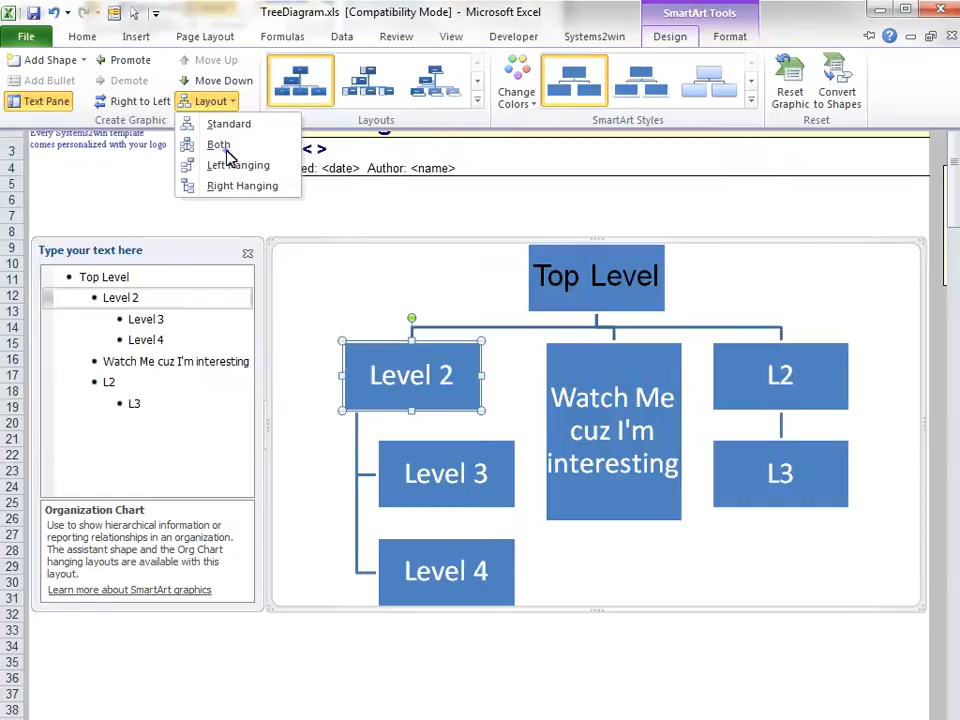 TreeDiagram.xls [Compatibility Mode] - Microsoft Excel
SmartArt Tools
File Home Insert Page Layout Formulas Data Review View Developer Systems2win Design Format
Add Shape Promote Move Up
Add Bullet Demote Move Down
Text Pane Right to Left Layout
Create Graphic
Layouts
Change Colors
SmartArt Styles
Reset Graphic
Convert to Shapes
Reset
Standard
Both
Left Hanging
Right Hanging
Every Systems2win template
comes personalized with your logo
< >
ed: <date> Author: <name>
3
4
5
6
7
8
9
10
11
12
13
14
15
16
17
18
19
20
21
22
23
24
25
26
27
28
29
30
31
32
33
34
35
36
37
38
Type your text here
Top Level
Level 2
Level 3
Level 4
Watch Me cuz I'm interesting
L2
L3
Organization Chart
Use to show hierarchical information or
reporting relationships in an organization.
The assistant shape and the Org Chart
hanging layouts are available with this
layout.
Learn more about SmartArt graphics
Top Level
Level 2
Watch Me
cuz I'm
interesting
L2
Level 3
L3
Level 4